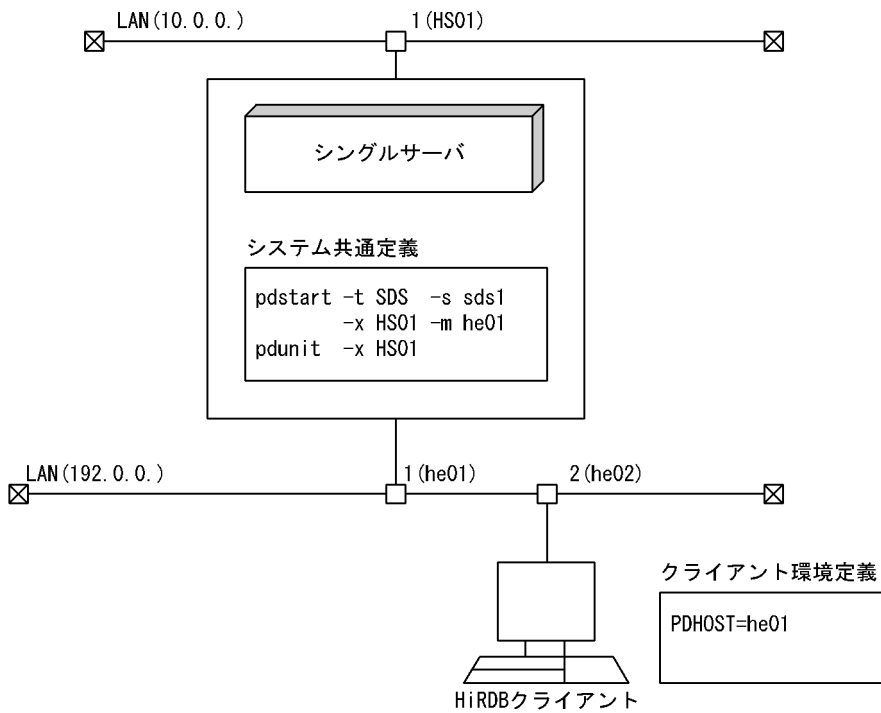 LAN(10.0.0.)
1(HS01)
シングルサーバ
システム共通定義
pdstart -t SDS -s sds1
-x HS01 -m he01
pdunit -x HS01
LAN(192.0.0.)
1(he01)
2(he02)
クライアント環境定義
PDHOST=he01
HiRDBクライアント